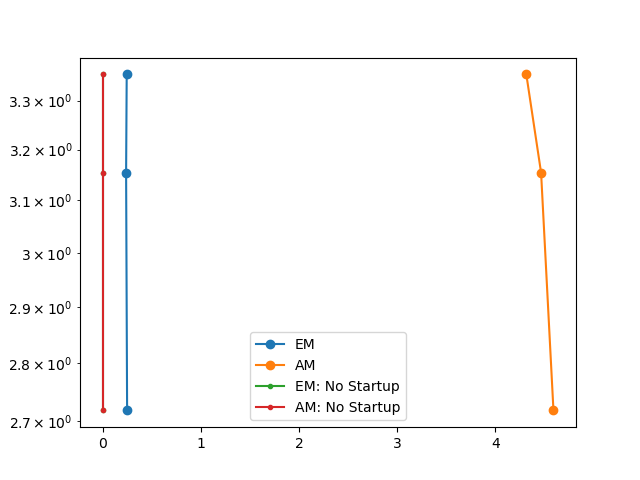 3.3 × 10⁰
3.2 × 10⁰
3.1 × 10⁰
3 × 10⁰
2.9 × 10⁰
2.8 × 10⁰
2.7 × 10⁰
EM
AM
EM: No Startup
AM: No Startup
0 1 2 3 4